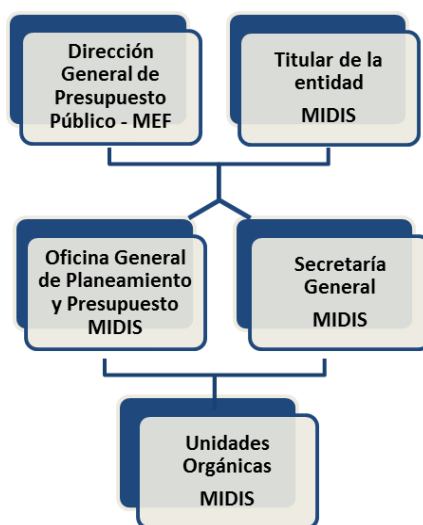 Dirección
General de
Presupuesto
Público - MEF
Titular de la
entidad
MIDIS
Oficina General
de Planeamiento
y Presupuesto
MIDIS
Secretaría
General
MIDIS
Unidades
Orgánicas
MIDIS